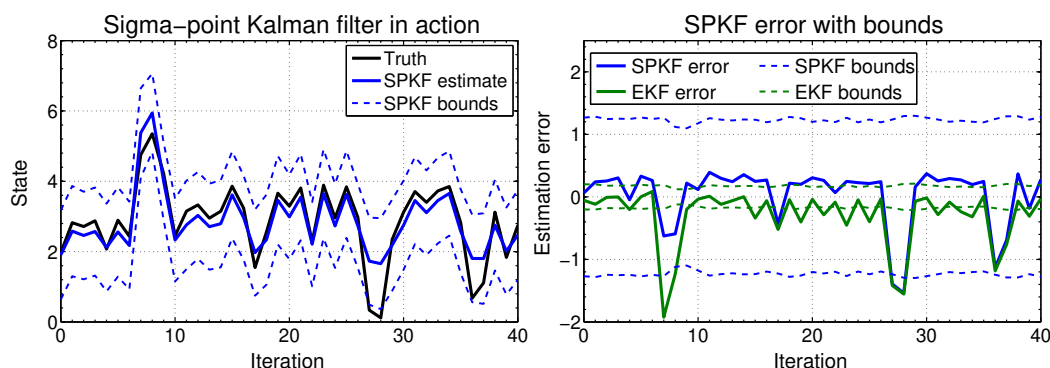 Sigma−point Kalman filter in action
8
6
4
2
0
0
10
20
30
40
State
Iteration
Truth
SPKF estimate
SPKF bounds
SPKF error with bounds
2
1
0
−1
−2
0
10
20
30
40
Estimation error
Iteration
SPKF error
EKF error
SPKF bounds
EKF bounds